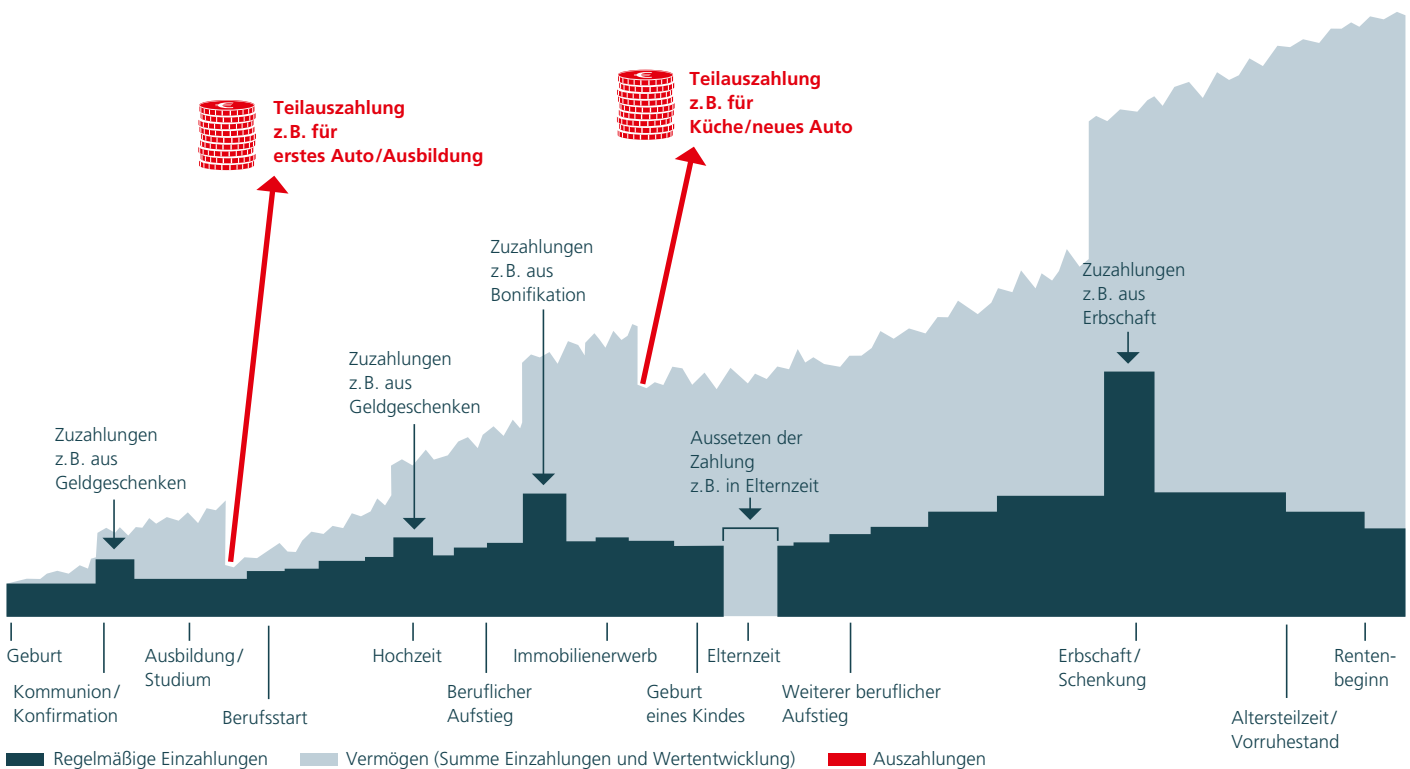 Teilauszahlung
z.B. für
erstes Auto/Ausbildung
Teilauszahlung
z.B. für
Küche/neues Auto
Zuzahlungen
z.B. aus
Geldgeschenken
Zuzahlungen
z.B. aus
Geldgeschenken
Zuzahlungen
z.B. aus
Bonifikation
Aussetzen der
Zahlung
z.B. in Elternzeit
Zuzahlungen
z.B. aus
Erbschaft
€
€
Geburt
Kommunion/
Konfirmation
Ausbildung/
Studium
Berufsstart
Hochzeit
Beruflicher
Aufstieg
Immobilienerwerb
Geburt
eines Kindes
Elternzeit
Weiterer beruflicher
Aufstieg
Erbschaft/
Schenkung
Altersteilzeit/
Vorruhestand
Renten-
beginn
Regelmäßige Einzahlungen
Vermögen (Summe Einzahlungen und Wertentwicklung)
Auszahlungen